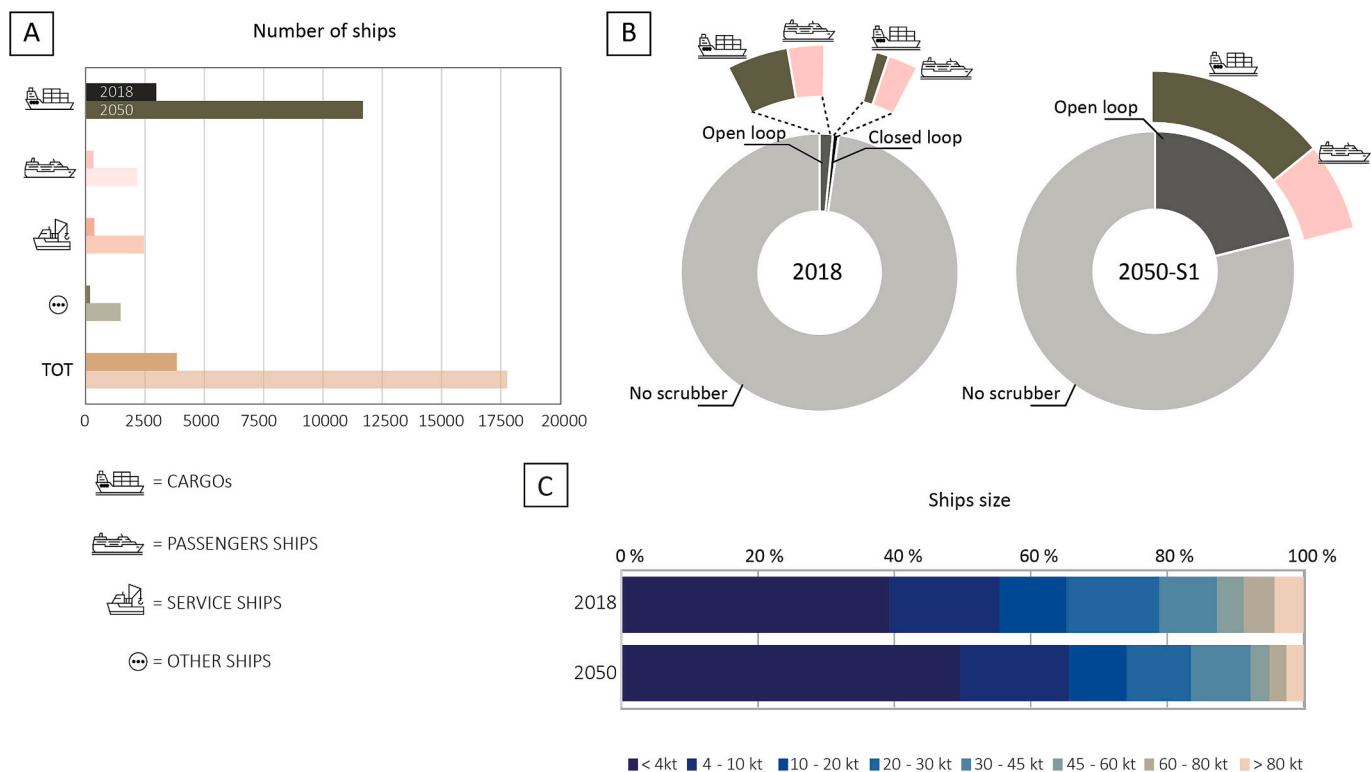 A
Number of ships
2018
2050
TOT
0 2500 5000 7500 10000 12500 15000 17500 20000
= CARGOs
= PASSENGERS SHIPS
= SERVICE SHIPS
= OTHER SHIPS
B
Open loop
Closed loop
2018
No scrubber
Open loop
2050-S1
No scrubber
C
Ships size
0 % 20 % 40 % 60 % 80 % 100 %
2018
2050
< 4kt 4 - 10 kt 10 - 20 kt 20 - 30 kt 30 - 45 kt 45 - 60 kt 60 - 80 kt > 80 kt